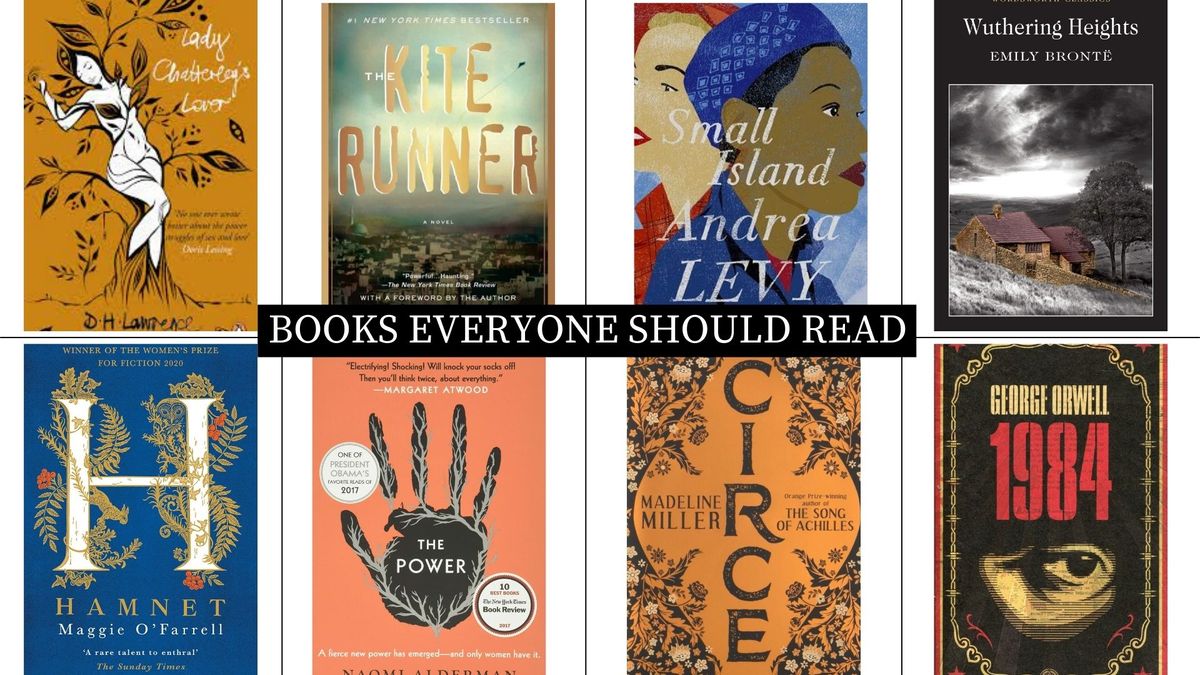 Lady
Chatterley's
Lover
'No one ever wrote
better about the power
struggles of sex and love'
Doris Lessing
D·H·Lawrence
#1 NEW YORK TIMES BESTSELLER
THE KITE
RUNNER
A NOVEL
"Powerful...Haunting."
—The New York Times Book Review
WITH A FOREWORD BY THE AUTHOR
Small
Island
Andrea
LEVY
WORDSWORTH CLASSICS
Wuthering Heights
EMILY BRONTË
BOOKS EVERYONE SHOULD READ
WINNER OF THE WOMEN'S PRIZE
FOR FICTION 2020
H
HAMNET
Maggie O'Farrell
'A rare talent to enthral'
The Sunday Times
"Electrifying! Shocking! Will knock your socks off!
Then you'll think twice, about everything."
—MARGARET ATWOOD
ONE OF
PRESIDENT
OBAMA'S
FAVORITE READS OF
2017
THE
POWER
10
BEST BOOKS
The New York Times
Book Review
2017
A fierce new power has emerged—and only women have it.
NAOMI ALDERMAN
CIRCE
MADELINE
MILLER
Orange Prize-winning
author of
THE SONG
OF ACHILLES
GEORGE ORWELL
1984